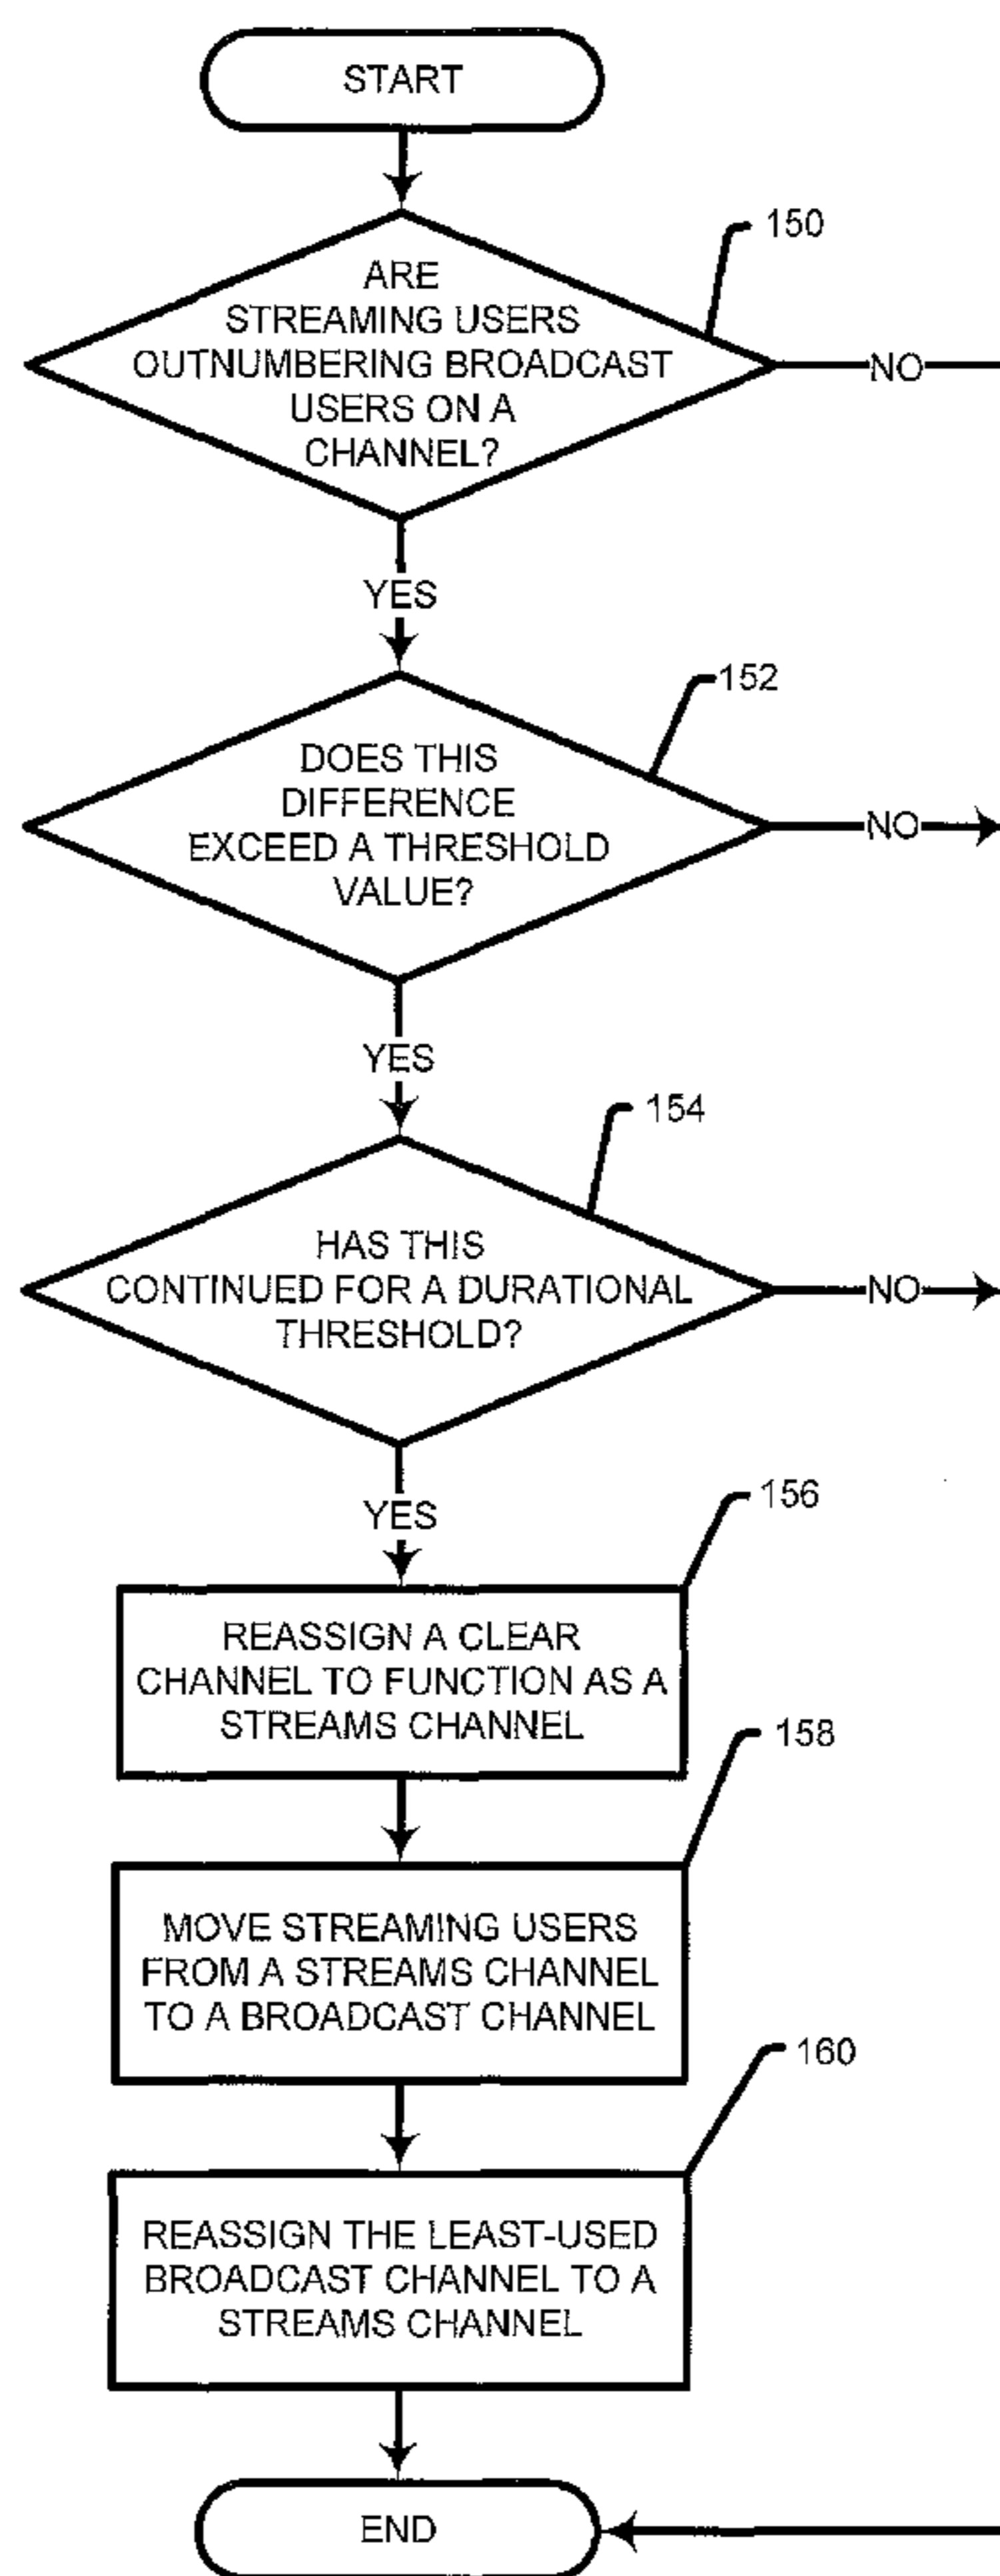 START
150
ARE
STREAMING USERS
OUTNUMBERING BROADCAST
USERS ON A
CHANNEL?
NO
YES
152
DOES THIS
DIFFERENCE
EXCEED A THRESHOLD
VALUE?
NO
YES
154
HAS THIS
CONTINUED FOR A DURATIONAL
THRESHOLD?
NO
YES
156
REASSIGN A CLEAR
CHANNEL TO FUNCTION AS A
STREAMS CHANNEL
158
MOVE STREAMING USERS
FROM A STREAMS CHANNEL
TO A BROADCAST CHANNEL
160
REASSIGN THE LEAST-USED
BROADCAST CHANNEL TO A
STREAMS CHANNEL
END